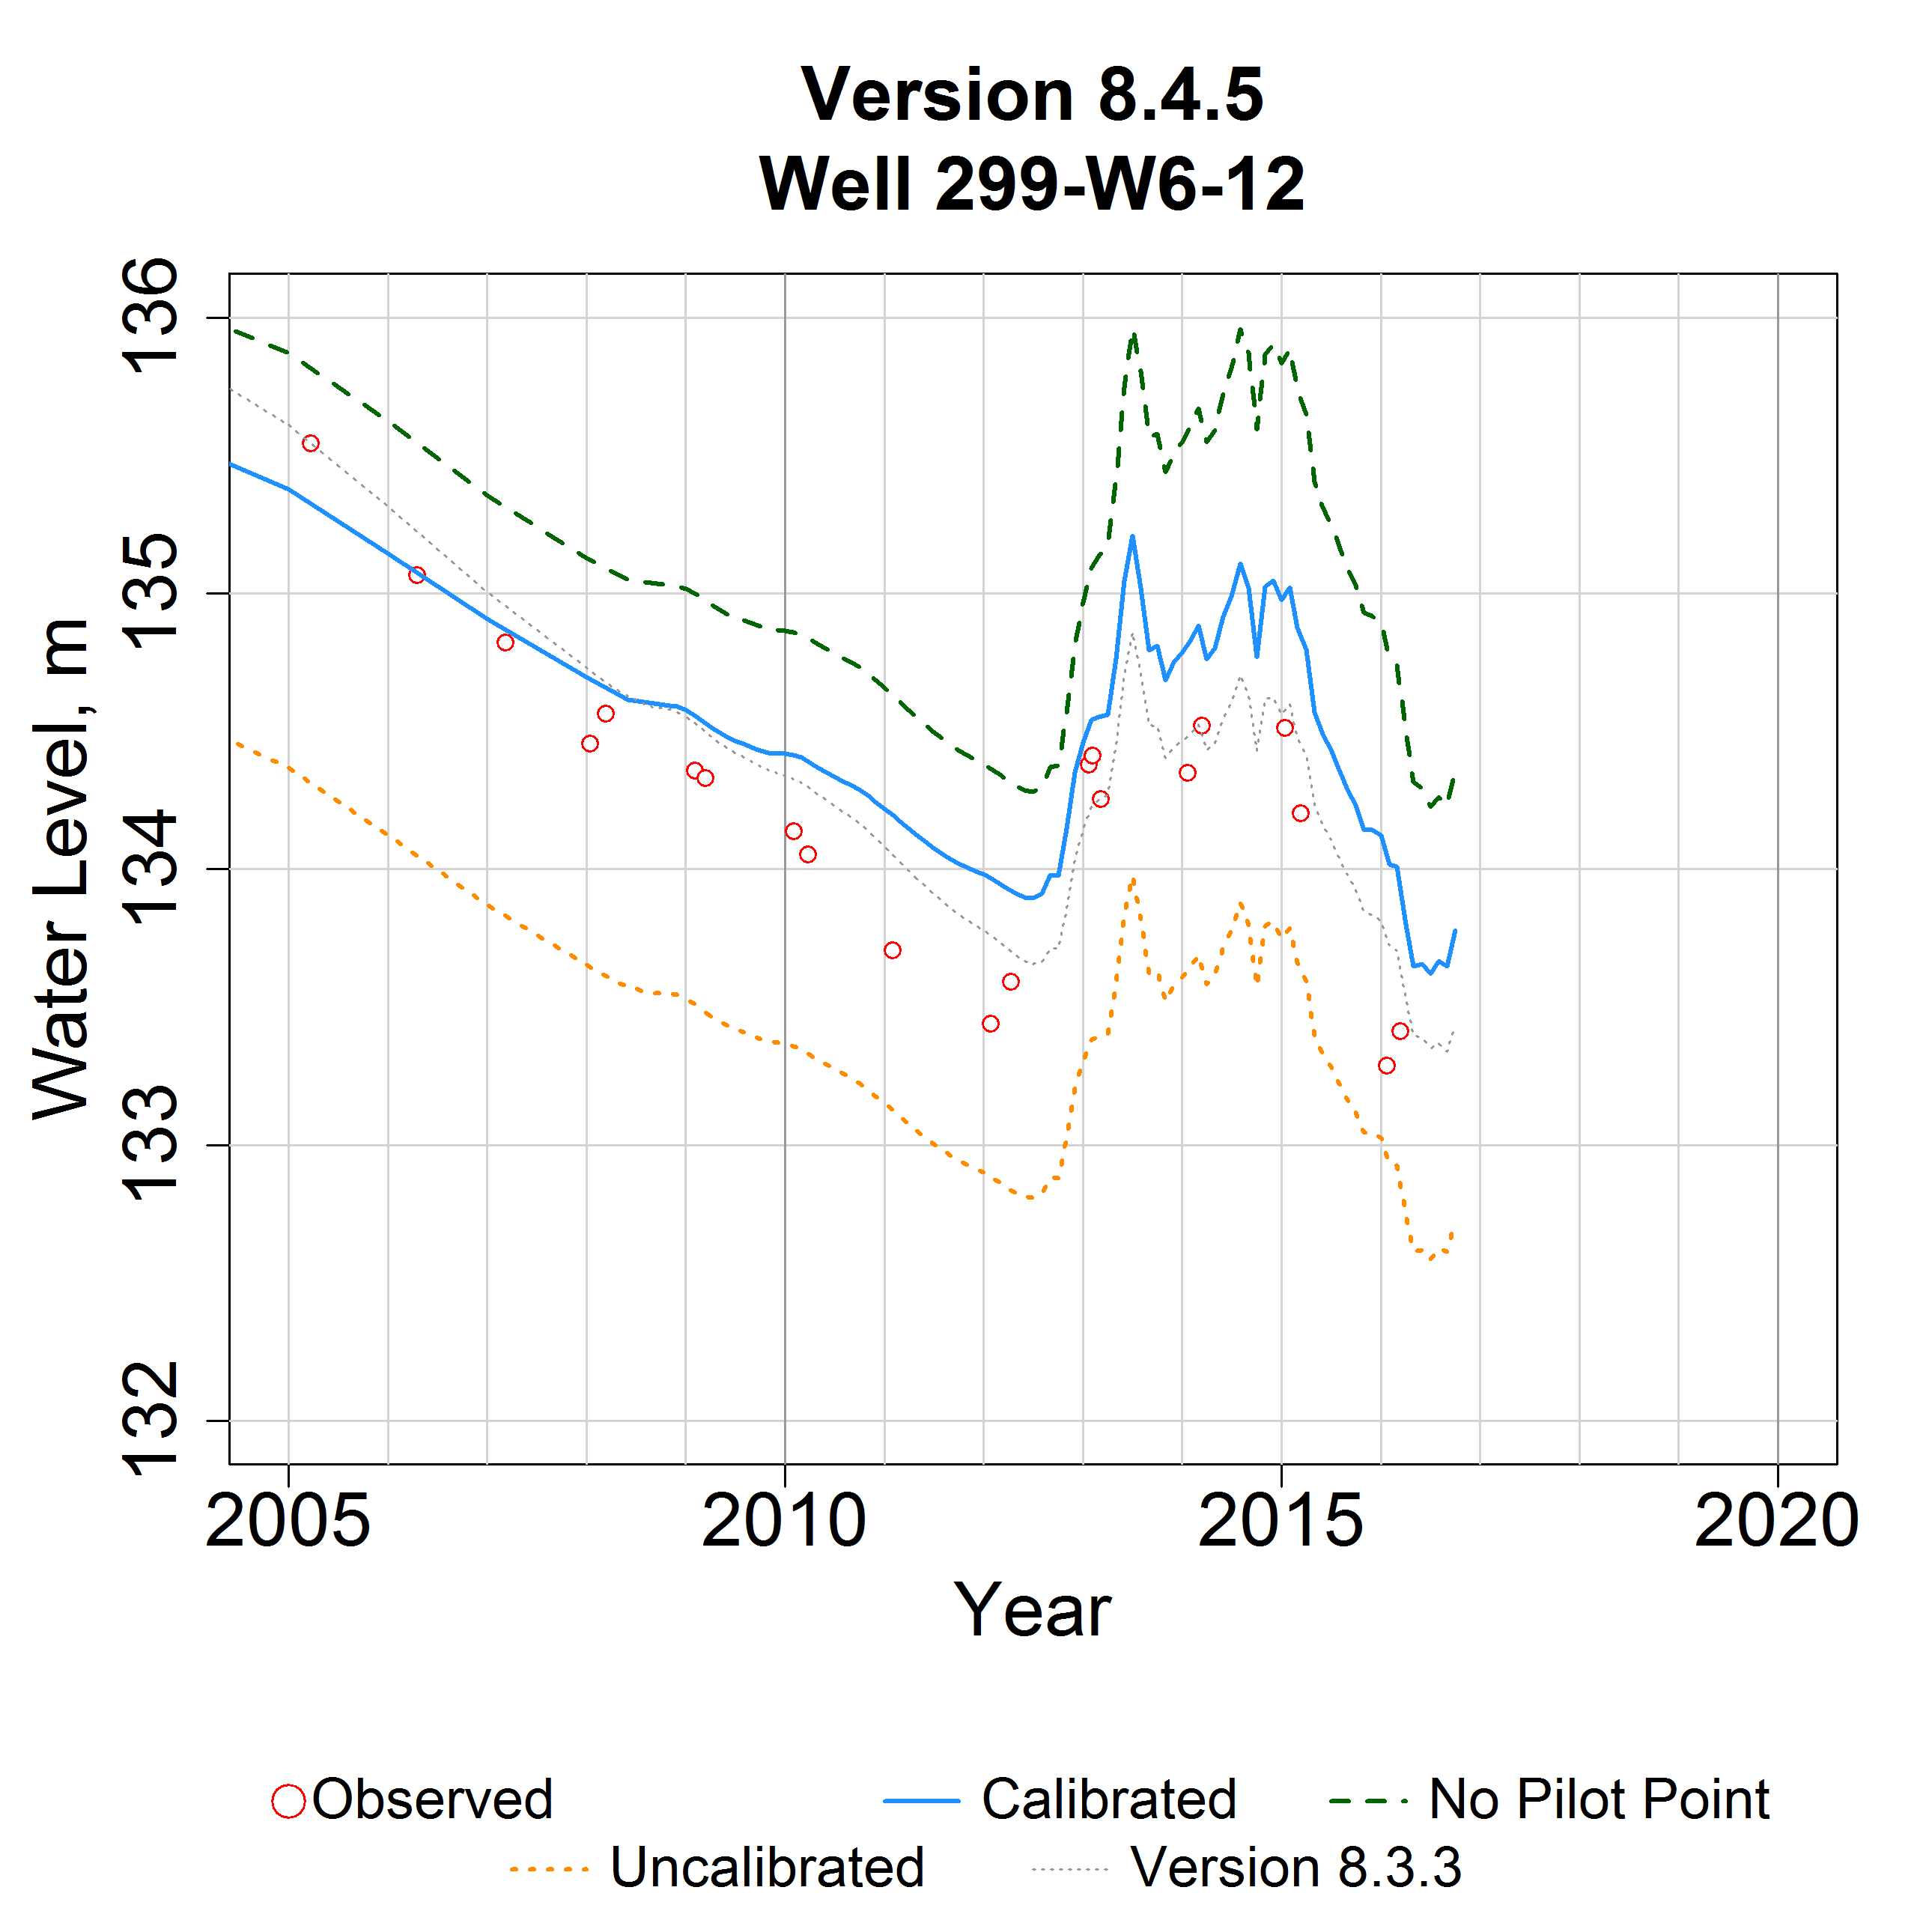 Version 8.4.5
Well 299-W6-12
136
135
134
133
132
Water Level, m
2005 2010 2015 2020
Year
Observed Calibrated No Pilot Point
Uncalibrated Version 8.3.3